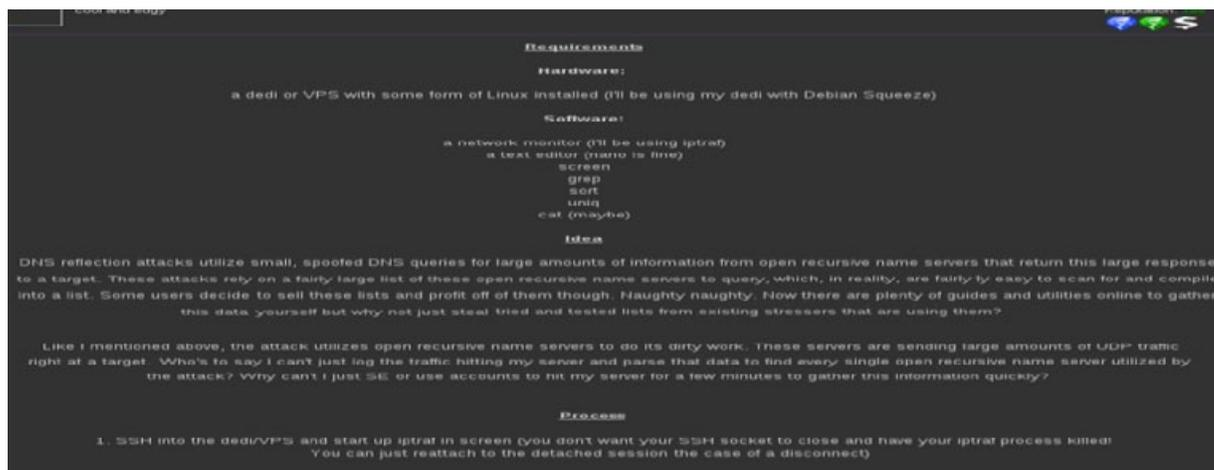 cool and edgy
Reputation:
Requirements
Hardware:
a dedi or VPS with some form of Linux installed (I'll be using my dedi with Debian Squeeze)
Software:
a network monitor (I'll be using iptraf)
a text editor (nano is fine)
screen
grep
sort
uniq
cat (maybe)
Idea
DNS reflection attacks utilize small, spoofed DNS queries for large amounts of information from open recursive name servers that return this large response
to a target. These attacks rely on a fairly large list of these open recursive name servers to query, which, in reality, are fairly ly easy to scan for and compile
into a list. Some users decide to sell these lists and profit off of them though. Naughty naughty. Now there are plenty of guides and utilities online to gather
this data yourself but why not just steal tried and tested lists from existing stressers that are using them?
Like I mentioned above, the attack utilizes open recursive name servers to do its dirty work. These servers are sending large amounts of UDP traffic
right at a target. Who's to say I can't just log the traffic hitting my server and parse that data to find every single open recursive name server utilized by
the attack? Why can't I just SE or use accounts to hit my server for a few minutes to gather this information quickly?
Process
1. SSH into the dedi/VPS and start up iptraf in screen (you don't want your SSH socket to close and have your iptraf process killed!
You can just reattach to the detached session the case of a disconnect)